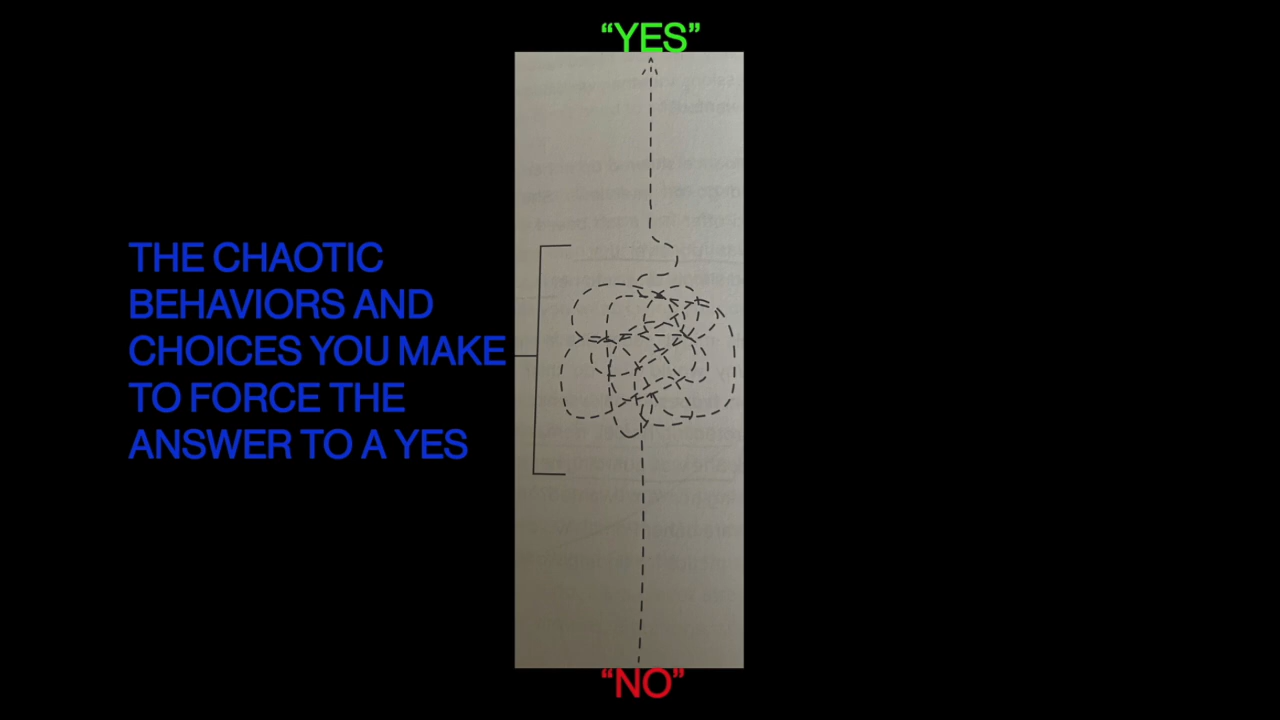 “YES”
THE CHAOTIC
BEHAVIORS AND
CHOICES YOU MAKE
TO FORCE THE
ANSWER TO A YES
“NO”